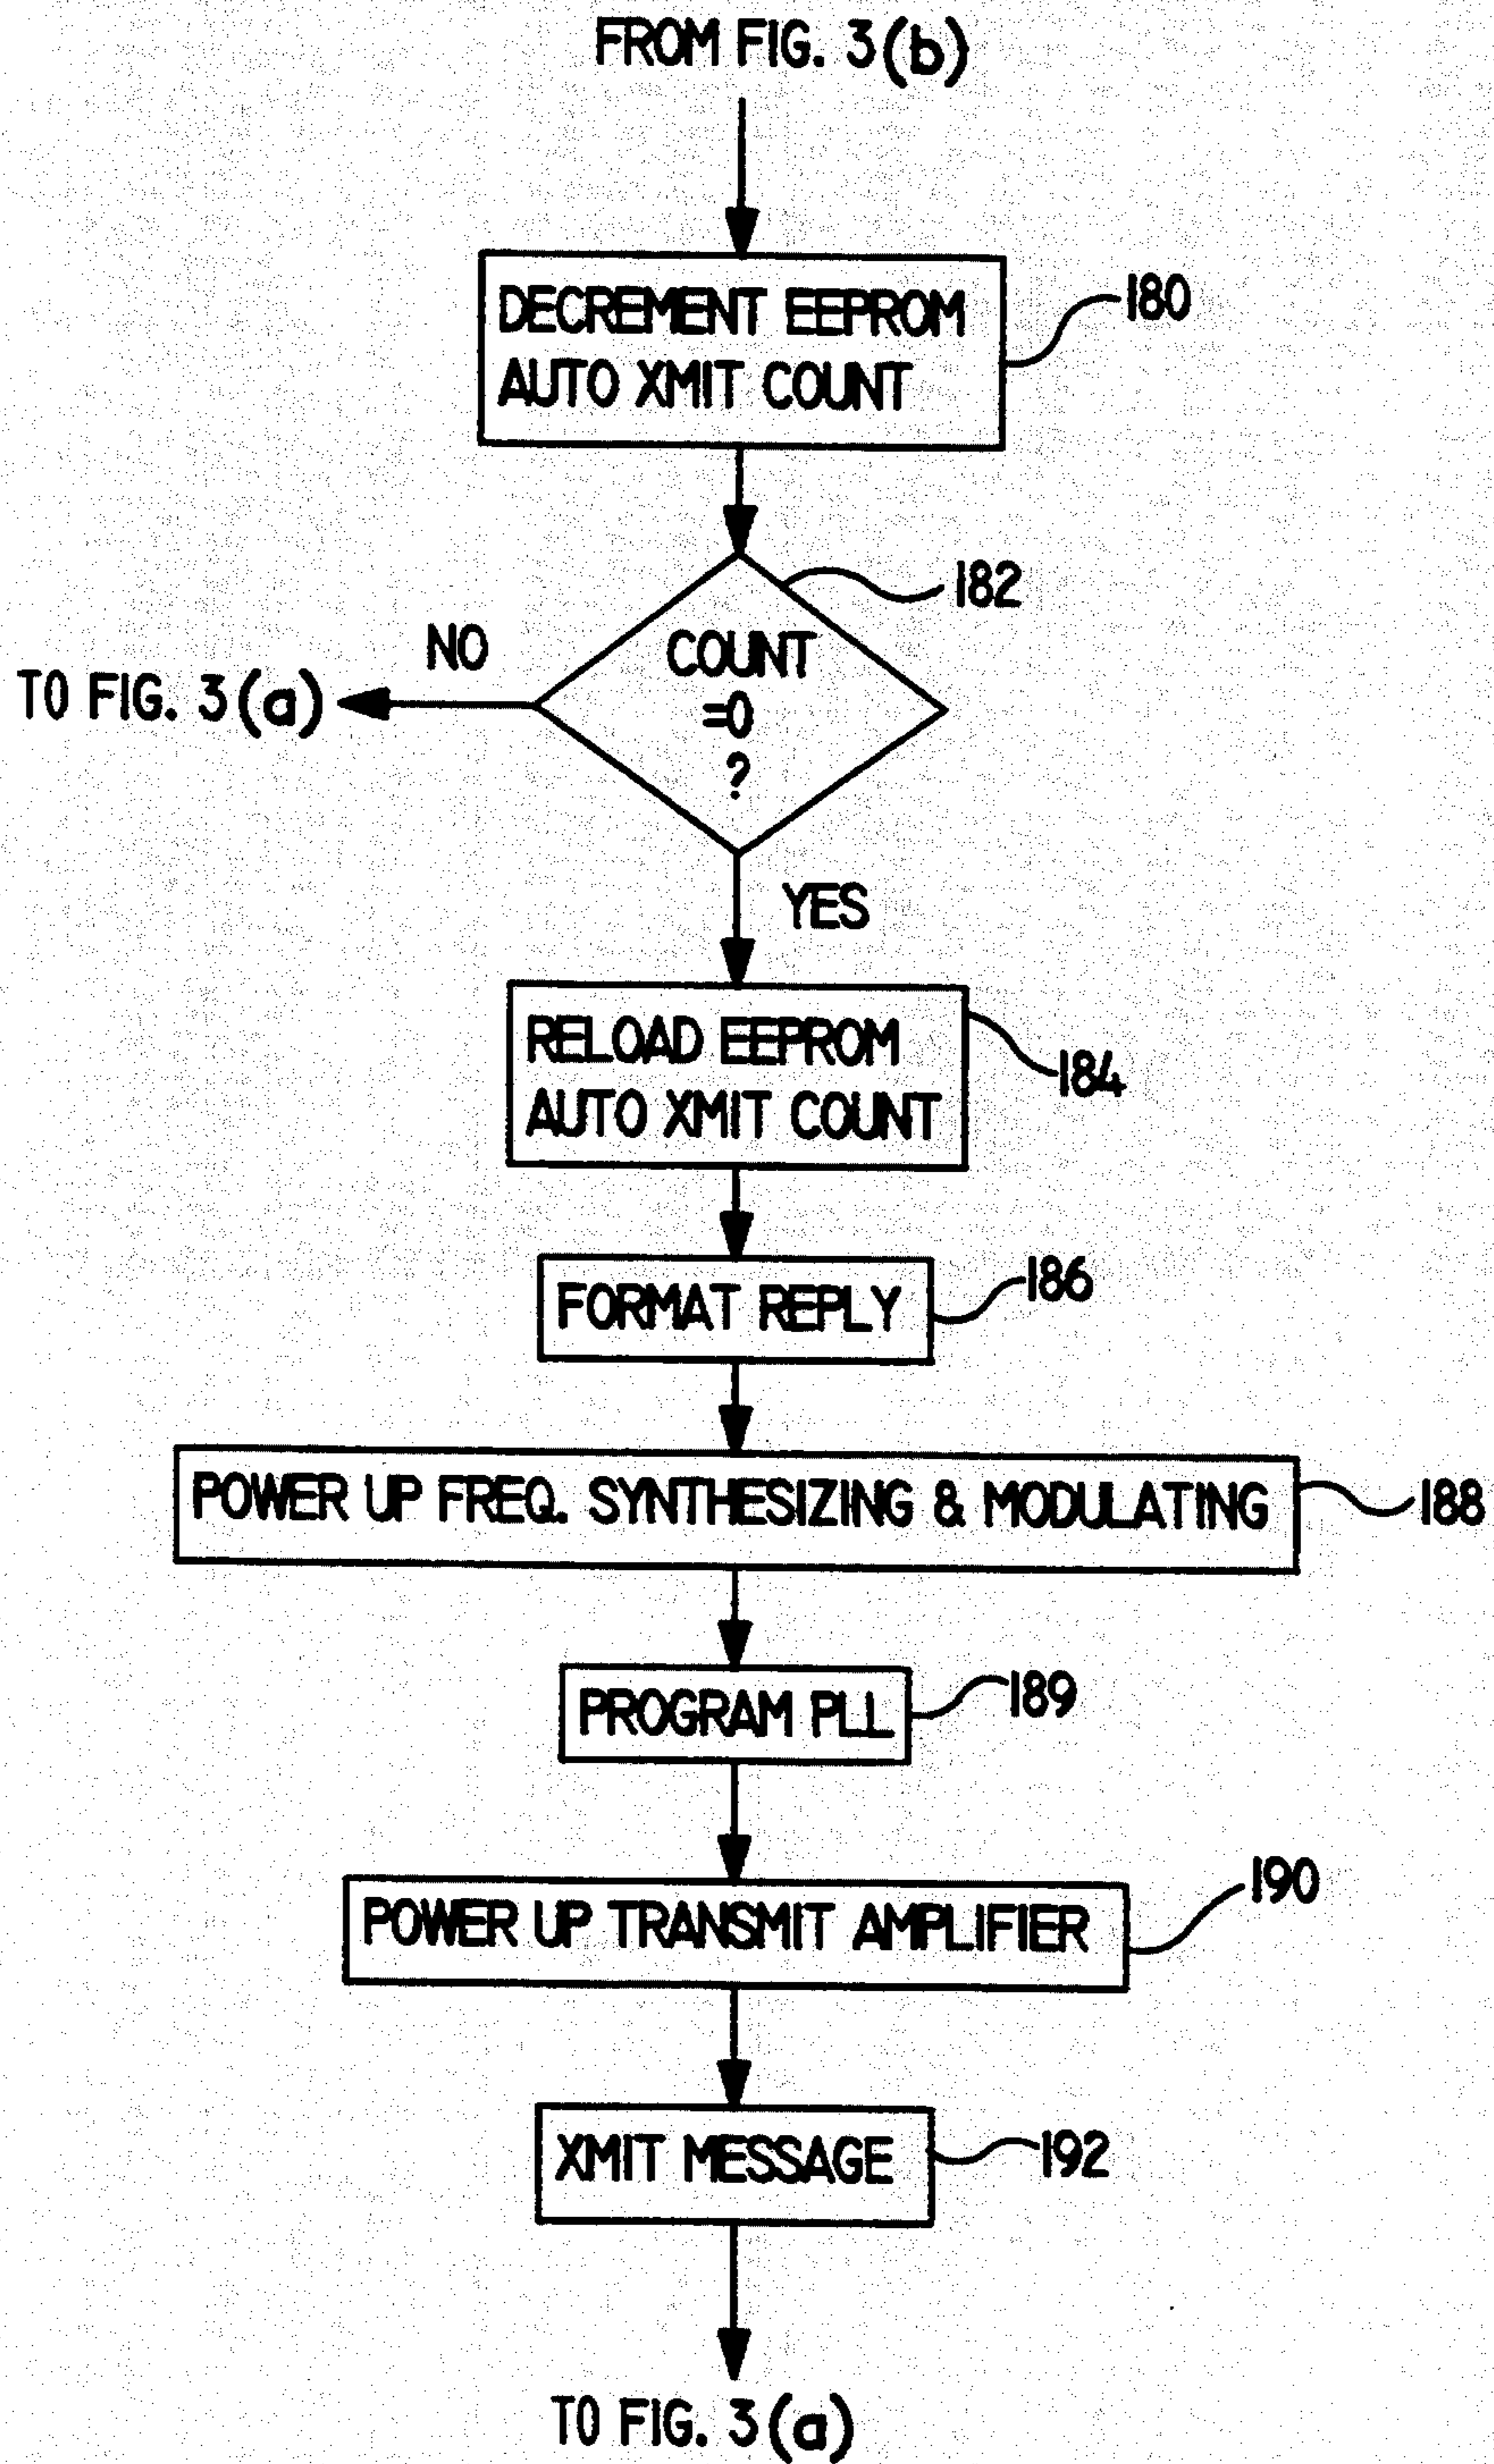 FROM FIG. 3(b)
DECREMENT EEPROM
AUTO XMIT COUNT
180
182
COUNT
=0
?
NO
TO FIG. 3(a)
YES
RELOAD EEPROM
AUTO XMIT COUNT
184
FORMAT REPLY
186
POWER UP FREQ. SYNTHESIZING & MODULATING
188
PROGRAM PLL
189
POWER UP TRANSMIT AMPLIFIER
190
XMIT MESSAGE
192
TO FIG. 3(a)